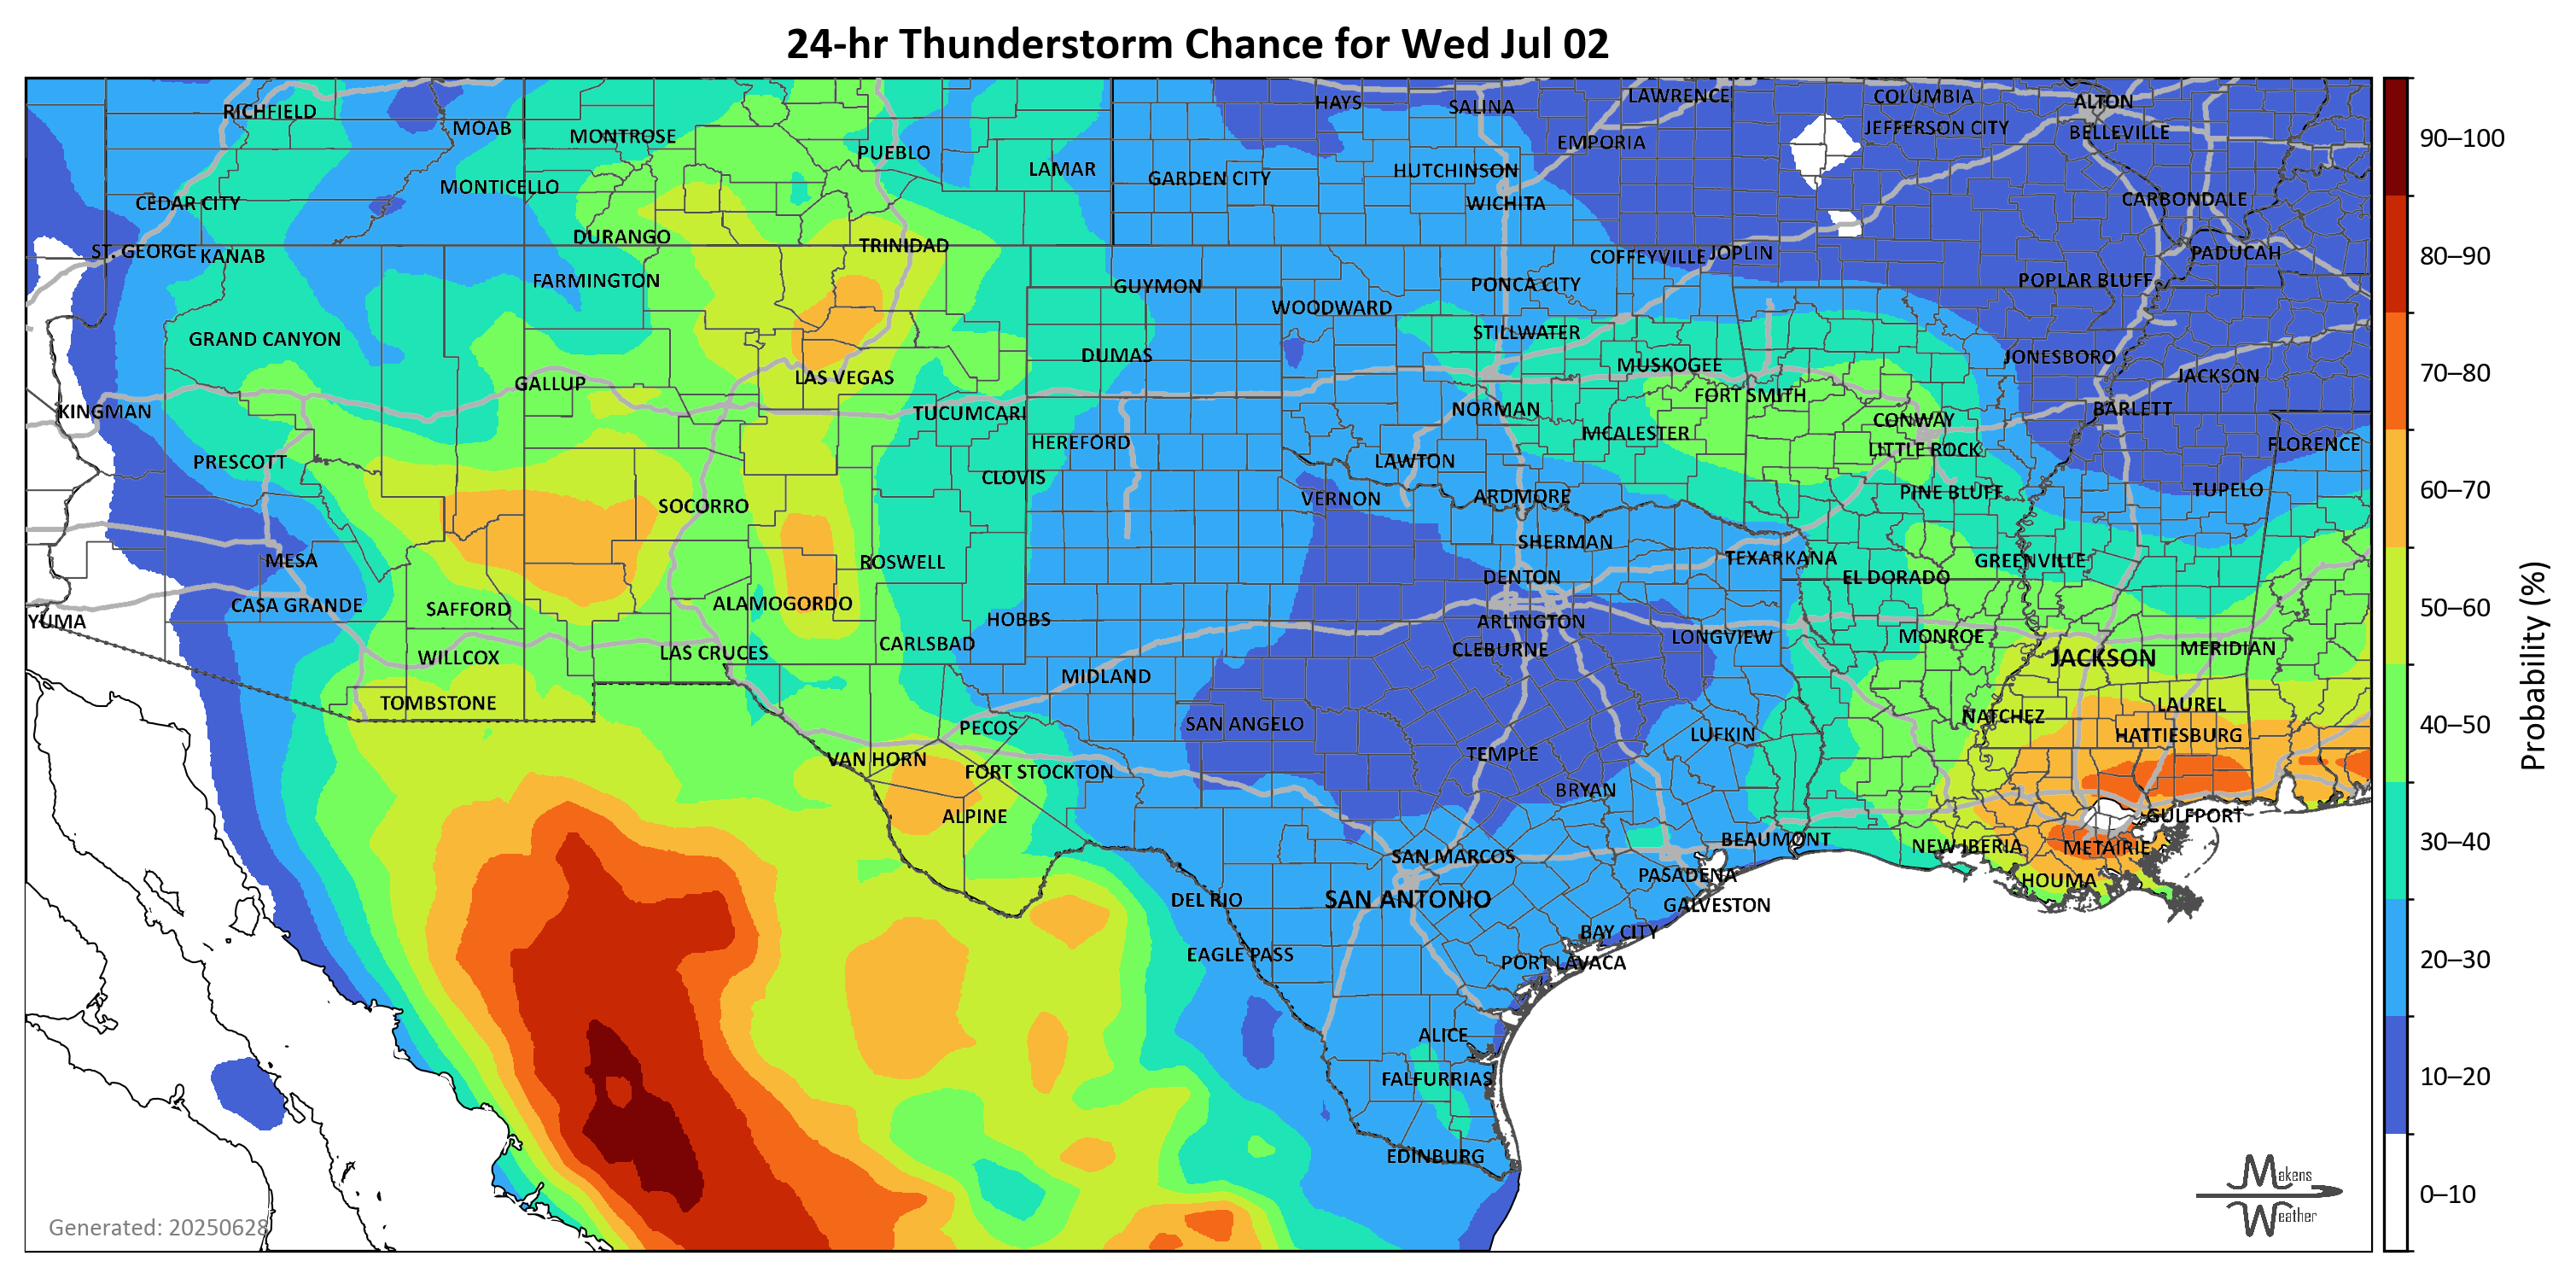 24-hr Thunderstorm Chance for Wed Jul 02
HAYS
SALINA
LAWRENCE
COLUMBIA
ALTON
RICHFIELD
MOAB
MONTROSE
PUEBLO
EMPORIA
JEFFERSON CITY
BELLEVILLE
90–100
LAMAR
GARDEN CITY
HUTCHINSON
MONTICELLO
CEDAR CITY
WICHITA
CARBONDALE
DURANGO
TRINIDAD
ST. GEORGE
KANAB
COFFEYVILLE
JOPLIN
PADUCAH
80–90
FARMINGTON
GUYMON
PONCA CITY
POPLAR BLUFF
WOODWARD
GRAND CANYON
STILLWATER
DUMAS
MUSKOGEE
JONESBORO
GALLUP
LAS VEGAS
JACKSON
70–80
FORT SMITH
KINGMAN
TUCUMCARI
NORMAN
BARLETT
CONWAY
MCALESTER
HEREFORD
LITTLE ROCK
FLORENCE
PRESCOTT
LAWTON
CLOVIS
PINE BLUFF
TUPELO
60–70
VERNON
ARDMORE
SOCORRO
SHERMAN
MESA
ROSWELL
TEXARKANA
GREENVILLE
DENTON
EL DORADO
CASA GRANDE
SAFFORD
ALAMOGORDO
50–60
YUMA
HOBBS
ARLINGTON
LONGVIEW
MONROE
CARLSBAD
CLEBURNE
MERIDIAN
WILLCOX
LAS CRUCES
JACKSON
MIDLAND
Probability (%)
TOMBSTONE
LAUREL
NATCHEZ
PECOS
SAN ANGELO
LUFKIN
HATTIESBURG
40–50
VAN HORN
TEMPLE
FORT STOCKTON
BRYAN
ALPINE
GULFPORT
BEAUMONT
NEW IBERIA
METAIRIE
30–40
SAN MARCOS
PASADENA
HOUMA
DEL RIO
SAN ANTONIO
GALVESTON
BAY CITY
EAGLE PASS
PORT LAVACA
20–30
ALICE
FALFURRIAS
10–20
EDINBURG
Makens
Weather
0–10
Generated: 20250628